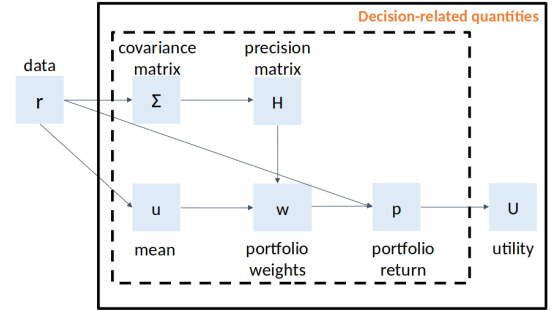 Decision-related quantities
covariance
matrix
precision
matrix
data
r
Σ
H
u
w
p
U
mean
portfolio
weights
portfolio
return
utility